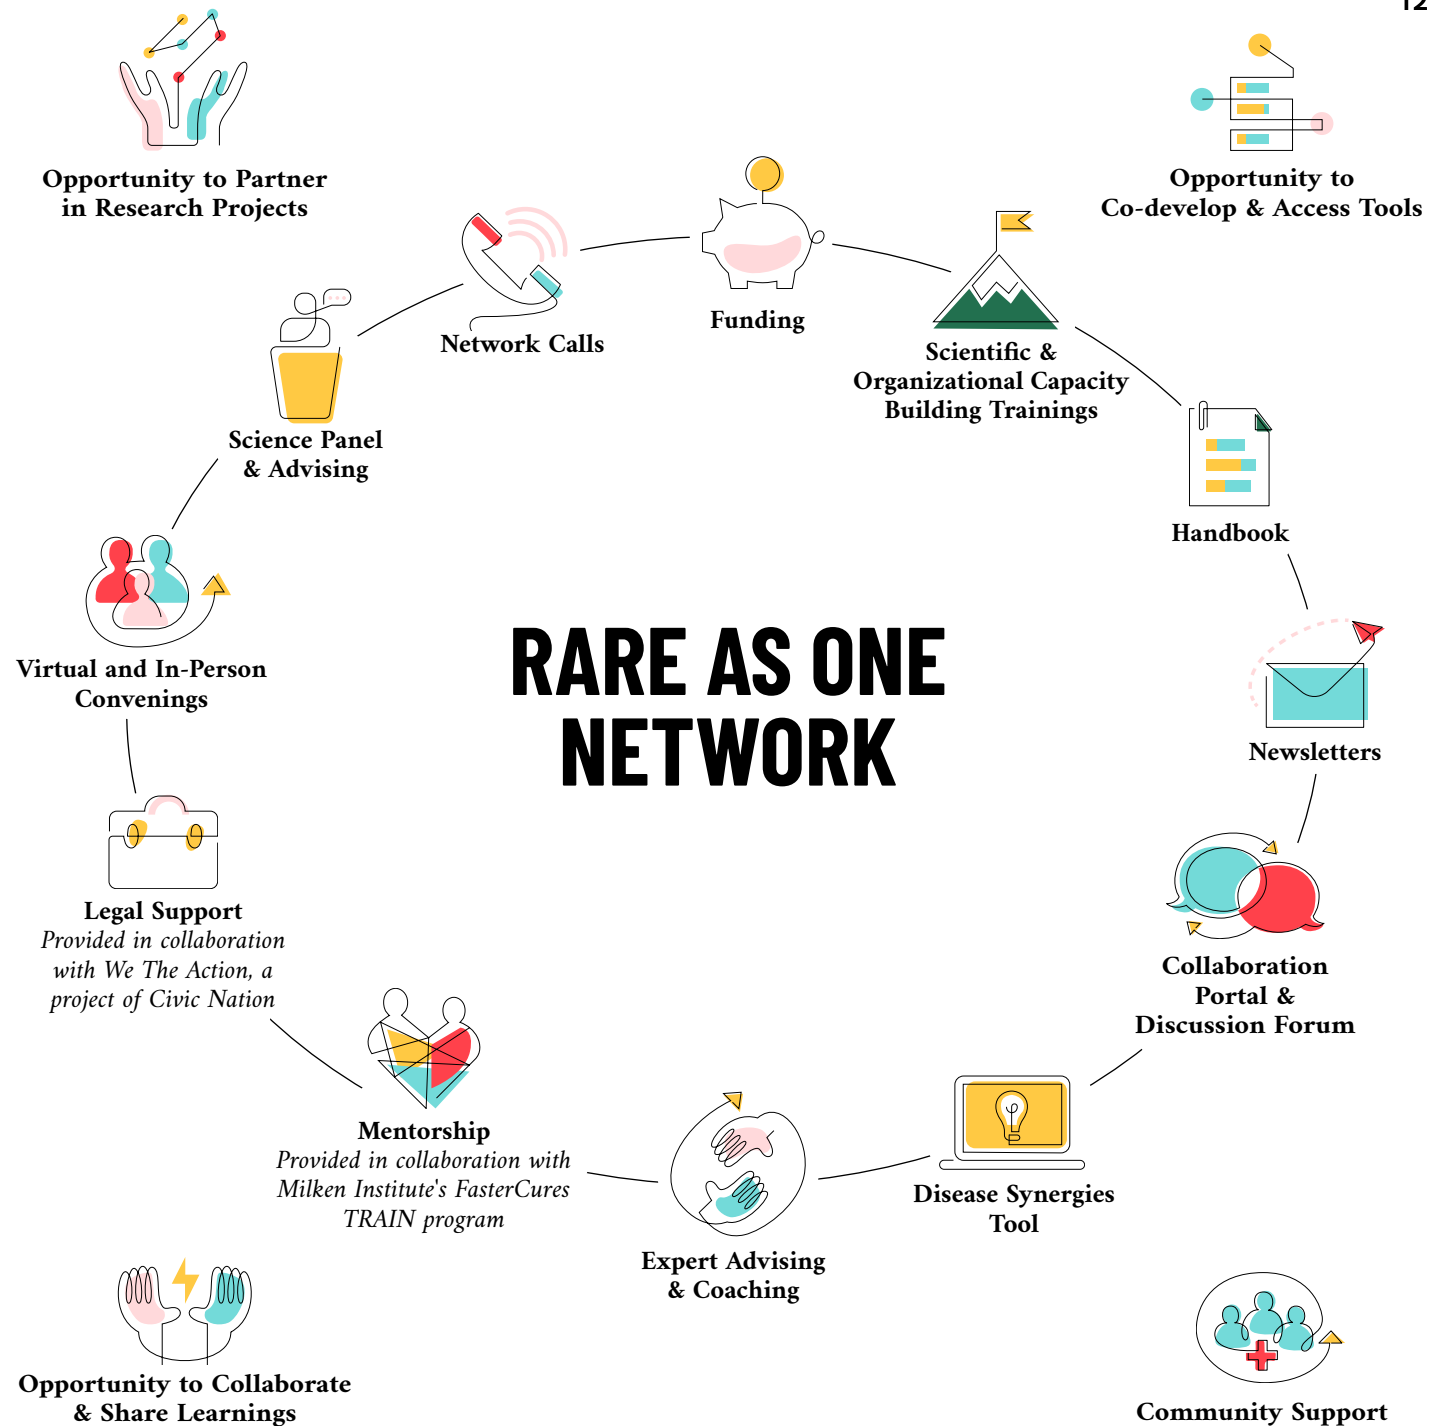 12
Opportunity to Partner
in Research Projects
Opportunity to
Co-develop & Access Tools
Network Calls
Funding
Scientific &
Organizational Capacity
Building Trainings
Science Panel
& Advising
Handbook
Virtual and In-Person
Convenings
RARE AS ONE
NETWORK
Newsletters
Legal Support
Provided in collaboration
with We The Action, a
project of Civic Nation
Collaboration
Portal &
Discussion Forum
Mentorship
Provided in collaboration with
Milken Institute's FasterCures
TRAIN program
Disease Synergies
Tool
Expert Advising
& Coaching
Opportunity to Collaborate
& Share Learnings
Community Support